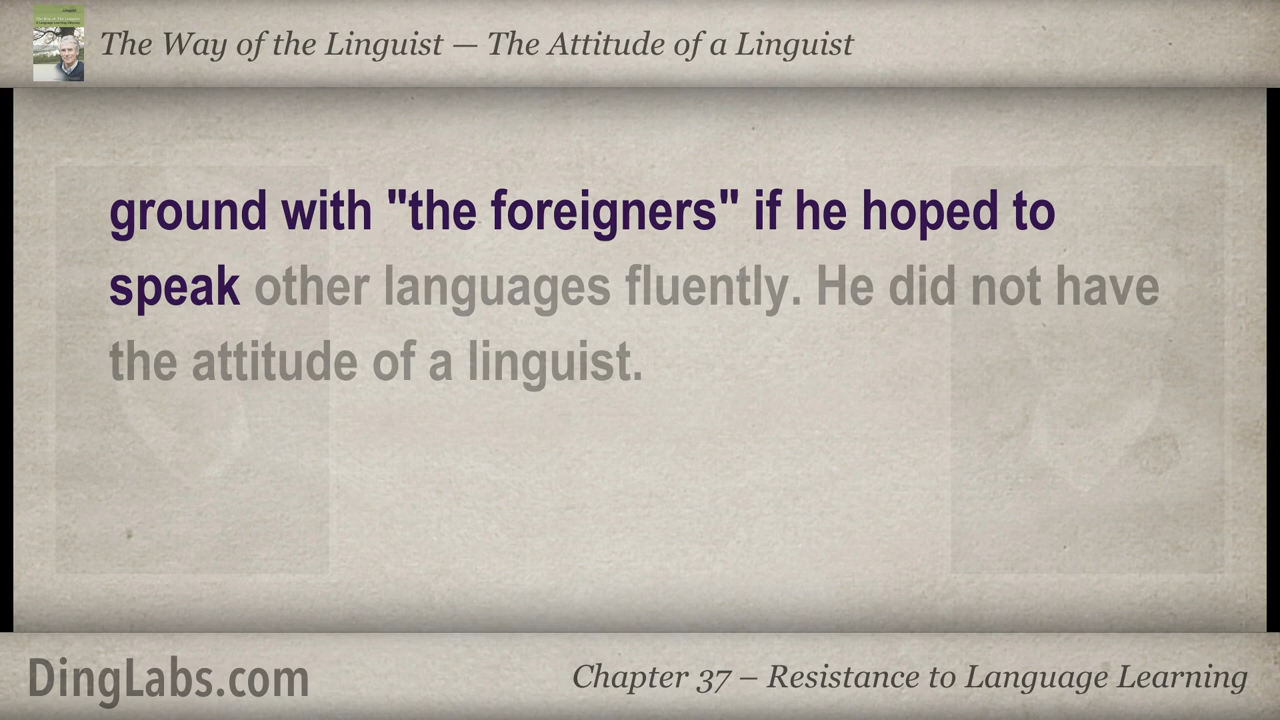 The Way of the Linguist — The Attitude of a Linguist
ground with "the foreigners" if he hoped to
speak other languages fluently. He did not have
the attitude of a linguist.
DingLabs.com
Chapter 37 – Resistance to Language Learning